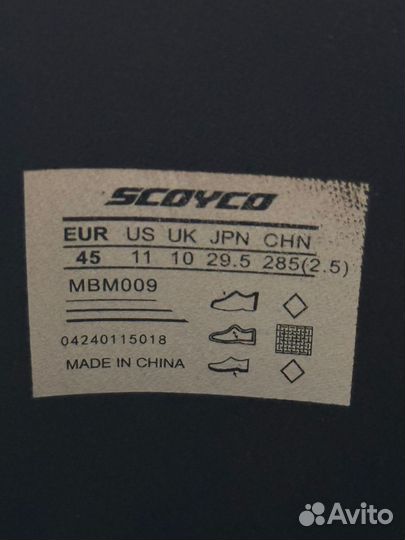 SCOYCO
EUR US UK JPN CHN
45 11 10 29.5 285(2.5)
MBM009
04240115018
MADE IN CHINA
Avito